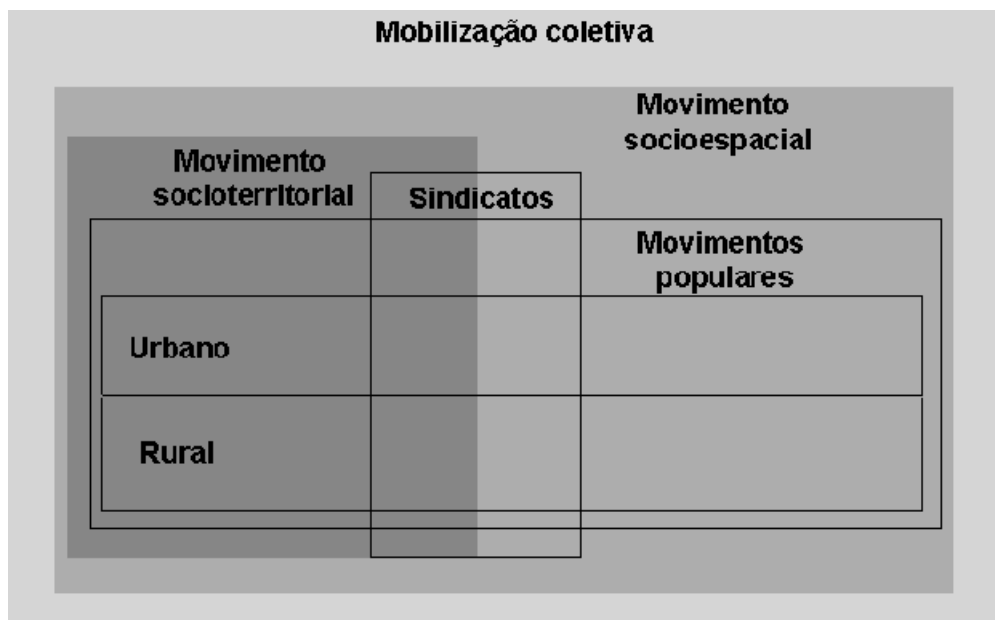 Mobilização coletiva
Movimento
socioespacial
Movimento
socioterritorial
Sindicatos
Movimentos
populares
Urbano
Rural